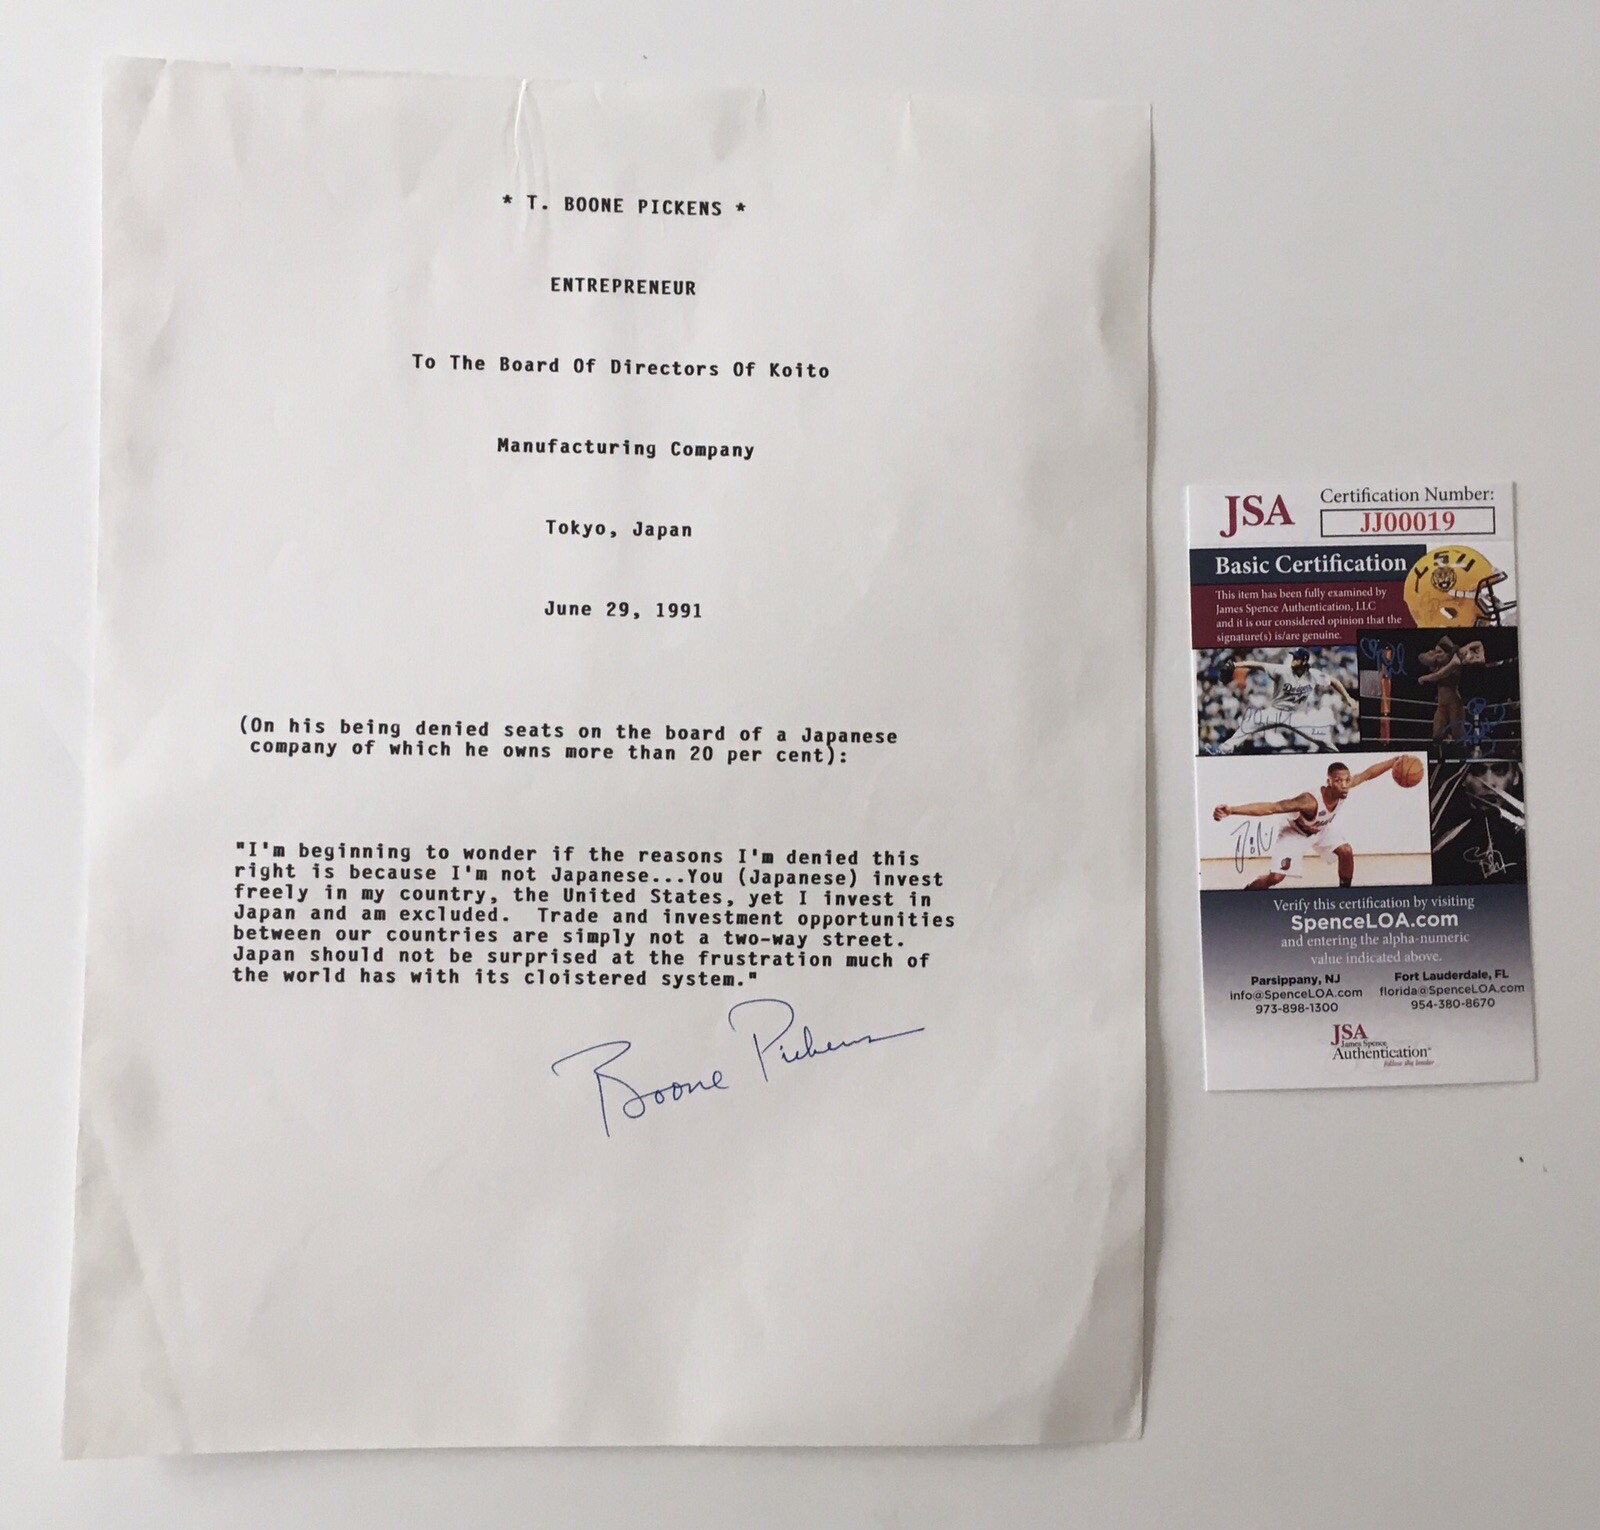 * T. BOONE PICKENS *
ENTREPRENEUR
To The Board Of Directors Of Koito
Manufacturing Company
Tokyo, Japan
June 29, 1991
(On his being denied seats on the board of a Japanese
company of which he owns more than 20 per cent):
"I'm beginning to wonder if the reasons I'm denied this
right is because I'm not Japanese...You (Japanese) invest
freely in my country, the United States, yet I invest in
Japan and am excluded.  Trade and investment opportunities
between our countries are simply not a two-way street.
Japan should not be surprised at the frustration much of
the world has with its cloistered system."
Boone Pickens
JSA
Certification Number:
JJ00019
Basic Certification
This item has been fully examined by
James Spence Authentication, LLC
and it is our considered opinion that the
signature(s) is/are genuine.
LSU
Dodgers
Verify this certification by visiting
SpenceLOA.com
and entering the alpha-numeric
value indicated above.
Parsippany, NJ
info@SpenceLOA.com
973-898-1300
Fort Lauderdale, FL
florida@SpenceLOA.com
954-380-8670
JSA
James Spence
Authentication
follow the leader